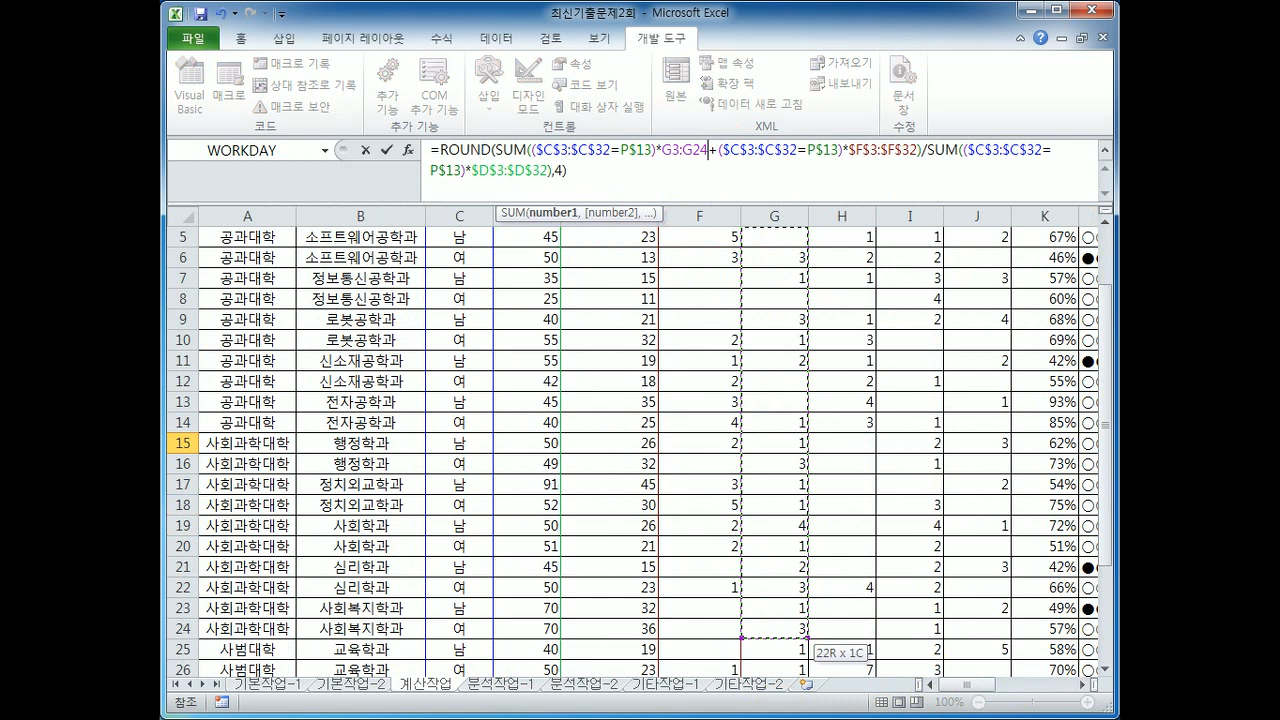 최신기출문제2회 - Microsoft Excel
파일 홈 삽입 페이지 레이아웃 수식 데이터 검토 보기 개발 도구
Visual Basic 매크로 매크로 기록 상대 참조로 기록 매크로 보안 코드
추가 기능 COM 추가 기능 추가 기능
삽입 디자인 모드 속성 코드 보기 대화 상자 실행 컨트롤
원본 맵 속성 확장 팩 데이터 새로 고침 가져오기 내보내기 XML
문서 창 수정
WORKDAY =ROUND(SUM(($C$3:$C$32=P$13)*G3:G24+($C$3:$C$32=P$13)*$F$3:$F$32)/SUM(($C$3:$C$32=
P$13)*$D$3:$D$32),4)
SUM(number1, [number2], ...)
A B C F G H I J K
5 공과대학 소프트웨어공학과 남 45 23 5 1 1 2 67% ○
6 공과대학 소프트웨어공학과 여 50 13 3 3 2 2 46% ●
7 공과대학 정보통신공학과 남 35 15 1 1 3 3 57% ○
8 공과대학 정보통신공학과 여 25 11 4 60% ○
9 공과대학 로봇공학과 남 40 21 3 1 2 4 68% ○
10 공과대학 로봇공학과 여 55 32 2 1 3 69% ○
11 공과대학 신소재공학과 남 55 19 1 2 1 2 42% ●
12 공과대학 신소재공학과 여 42 18 2 2 1 55% ○
13 공과대학 전자공학과 남 45 35 3 4 1 93% ○
14 공과대학 전자공학과 여 40 25 4 1 3 1 85% ○
15 사회과학대학 행정학과 남 50 26 2 1 2 3 62% ○
16 사회과학대학 행정학과 여 49 32 3 1 73% ○
17 사회과학대학 정치외교학과 남 91 45 3 1 2 54% ○
18 사회과학대학 정치외교학과 여 52 30 5 1 3 75% ○
19 사회과학대학 사회학과 남 50 26 2 4 4 1 72% ○
20 사회과학대학 사회학과 여 51 21 2 1 2 51% ○
21 사회과학대학 심리학과 남 45 15 2 2 3 42% ●
22 사회과학대학 심리학과 여 50 23 1 3 4 2 66% ○
23 사회과학대학 사회복지학과 남 70 32 1 1 2 49% ●
24 사회과학대학 사회복지학과 여 70 36 3 1 57% ○
25 사범대학 교육학과 남 40 19 1 1 2 5 58% ○
26 사범대학 교육학과 여 50 23 1 1 7 3 70% ○
22R x 1C
기본작업-1 기본작업-2 계산작업 분석작업-1 분석작업-2 기타작업-1 기타작업-2
참조 100%